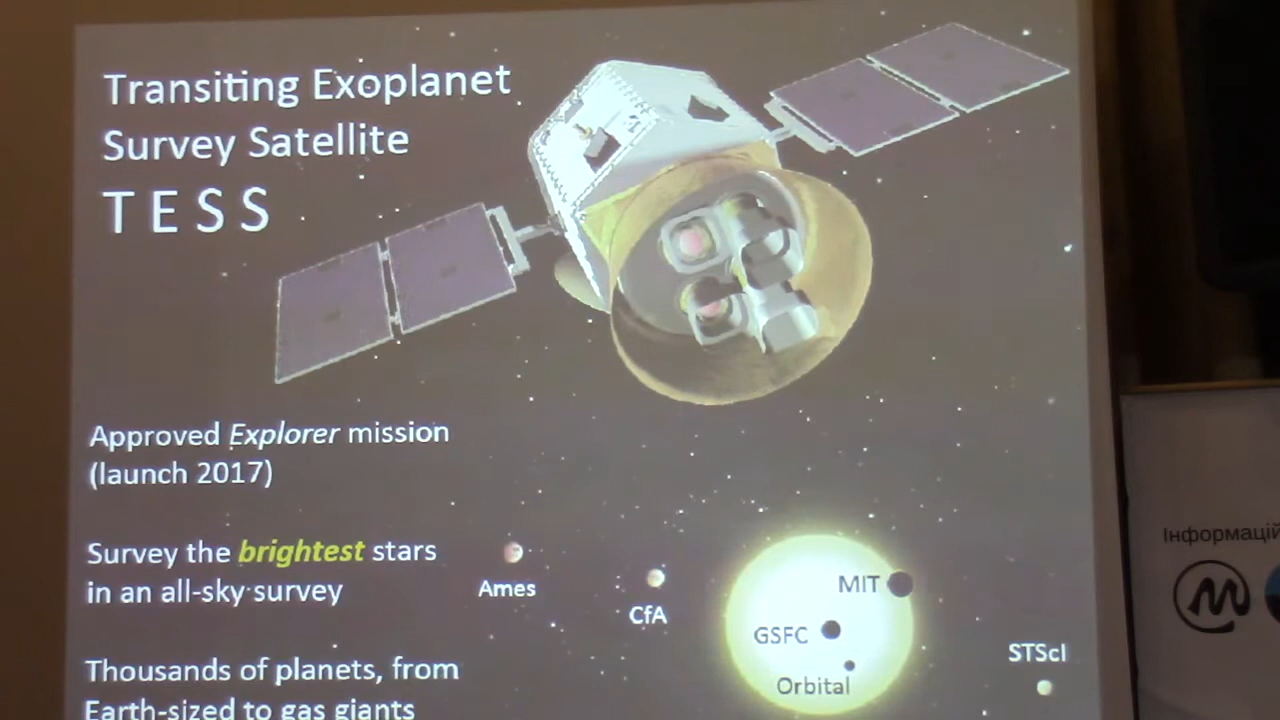 Transiting Exoplanet
Survey Satellite
TESS
Approved Explorer mission
(launch 2017)
Survey the brightest stars
in an all-sky survey
Thousands of planets, from
Earth-sized to gas giants
Ames
CfA
MIT
GSFC
Orbital
STScI
Інформаці